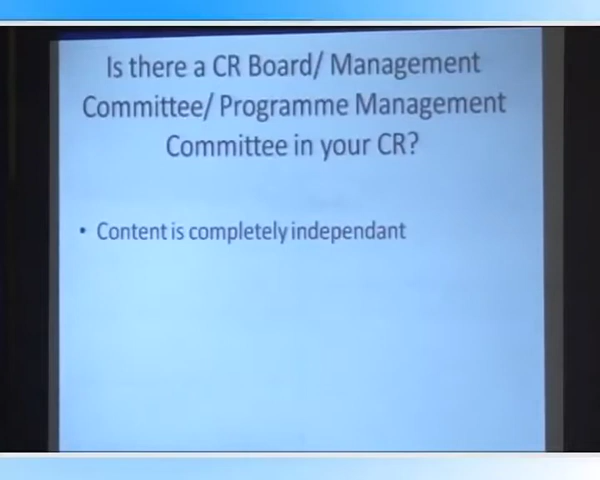 Is there a CR Board/ Management
Committee/ Programme Management
Committee in your CR?
• Content is completely independant